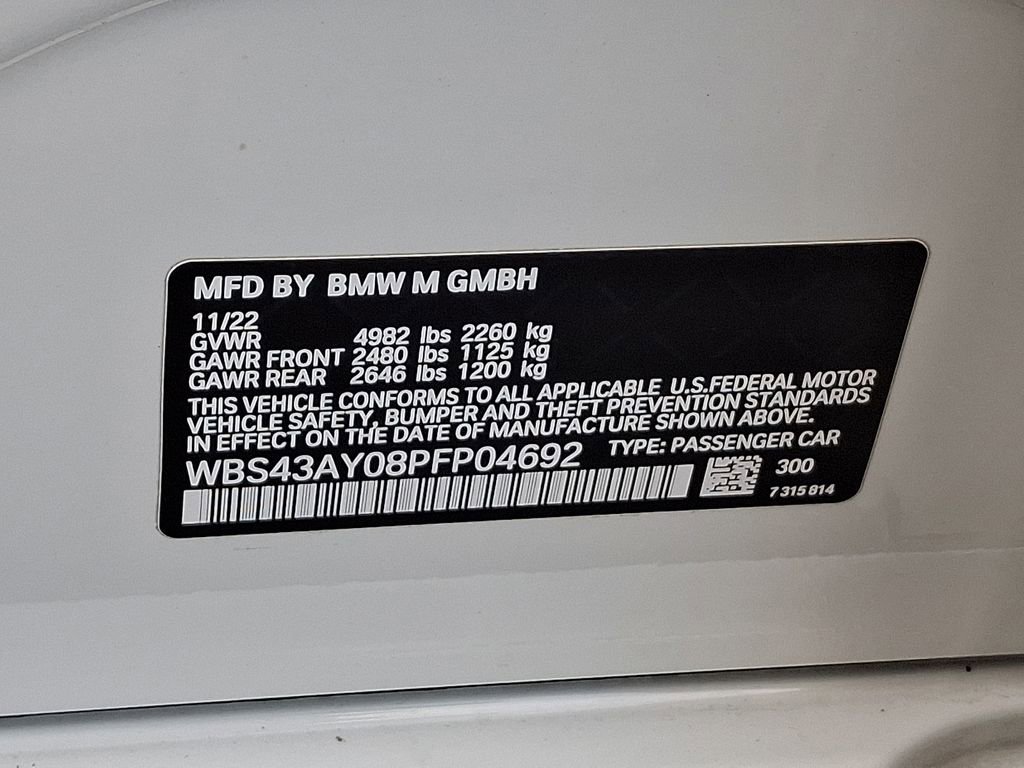 MFD BY BMW M GMBH
11/22
GVWR 4982 lbs 2260 kg
GAWR FRONT 2480 lbs 1125 kg
GAWR REAR 2646 lbs 1200 kg
THIS VEHICLE CONFORMS TO ALL APPLICABLE U.S.FEDERAL MOTOR
VEHICLE SAFETY, BUMPER AND THEFT PREVENTION STANDARDS
IN EFFECT ON THE DATE OF MANUFACTURE SHOWN ABOVE.
WBS43AY08PFP04692 TYPE: PASSENGER CAR
300
7 315 814